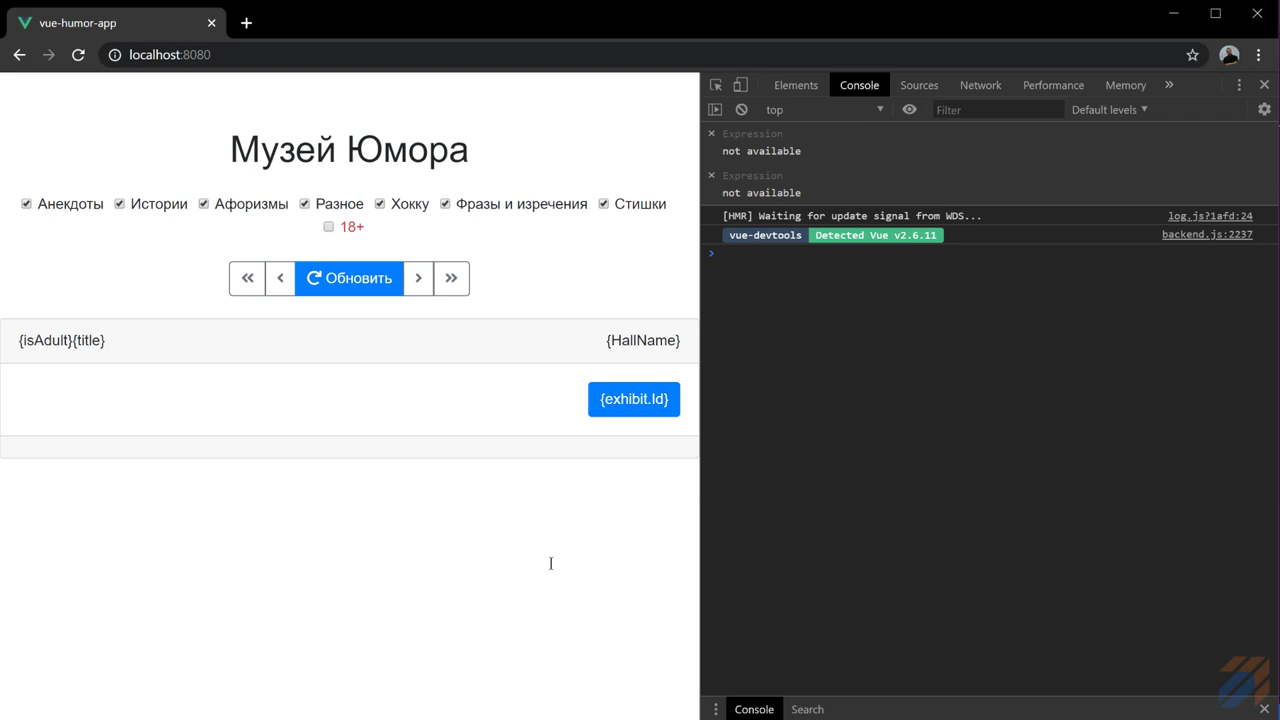 vue-humor-app
localhost:8080
Elements Console Sources Network Performance Memory
top Filter Default levels
Expression
not available
Expression
not available
[HMR] Waiting for update signal from WDS... log.js?1afd:24
vue-devtools Detected Vue v2.6.11 backend.js:2237
Музей Юмора
Анекдоты Истории Афоризмы Разное Хокку Фразы и изречения Стишки
18+
Обновить
{isAdult}{title} {HallName}
{exhibit.Id}
Console Search